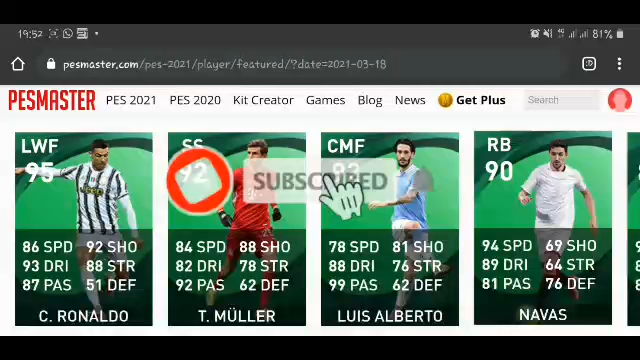 19:52 81%
pesmaster.com/pes-2021/player/featured/?date=2021-03-18
PESMASTER PES 2021 PES 2020 Kit Creator Games Blog News Get Plus Search
LWF SS CMF RB
95 92 92 90
SUBSCRIBED
86 SPD 92 SHO 84 SPD 88 SHO 78 SPD 81 SHO 94 SPD 69 SHO
93 DRI 88 STR 82 DRI 78 STR 88 DRI 76 STR 89 DRI 64 STR
87 PAS 51 DEF 92 PAS 62 DEF 99 PAS 62 DEF 81 PAS 76 DEF
C. RONALDO T. MÜLLER LUIS ALBERTO NAVAS